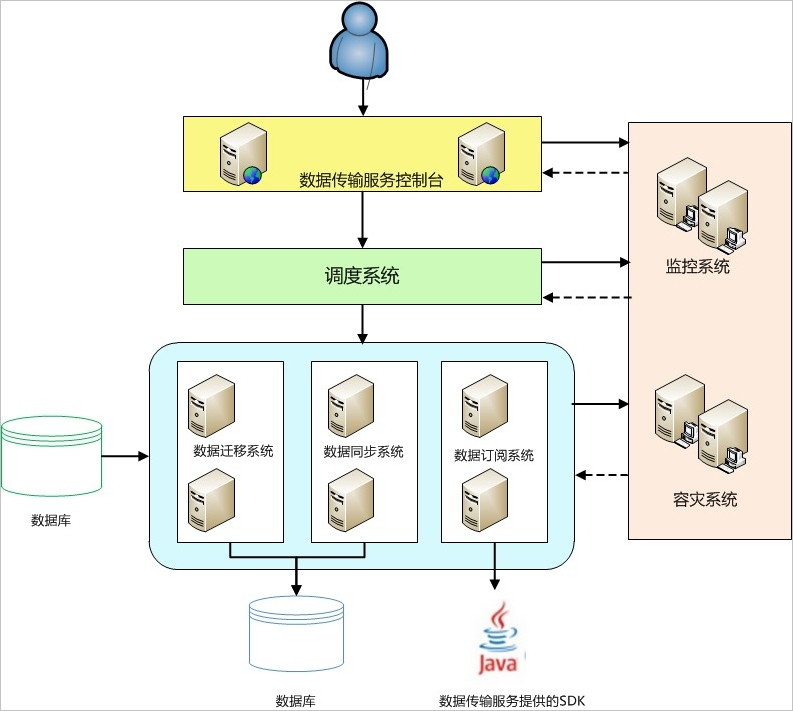 数据传输服务控制台
监控系统
调度系统
数据迁移系统
数据同步系统
数据订阅系统
容灾系统
数据库
Java
数据库
数据传输服务提供的SDK